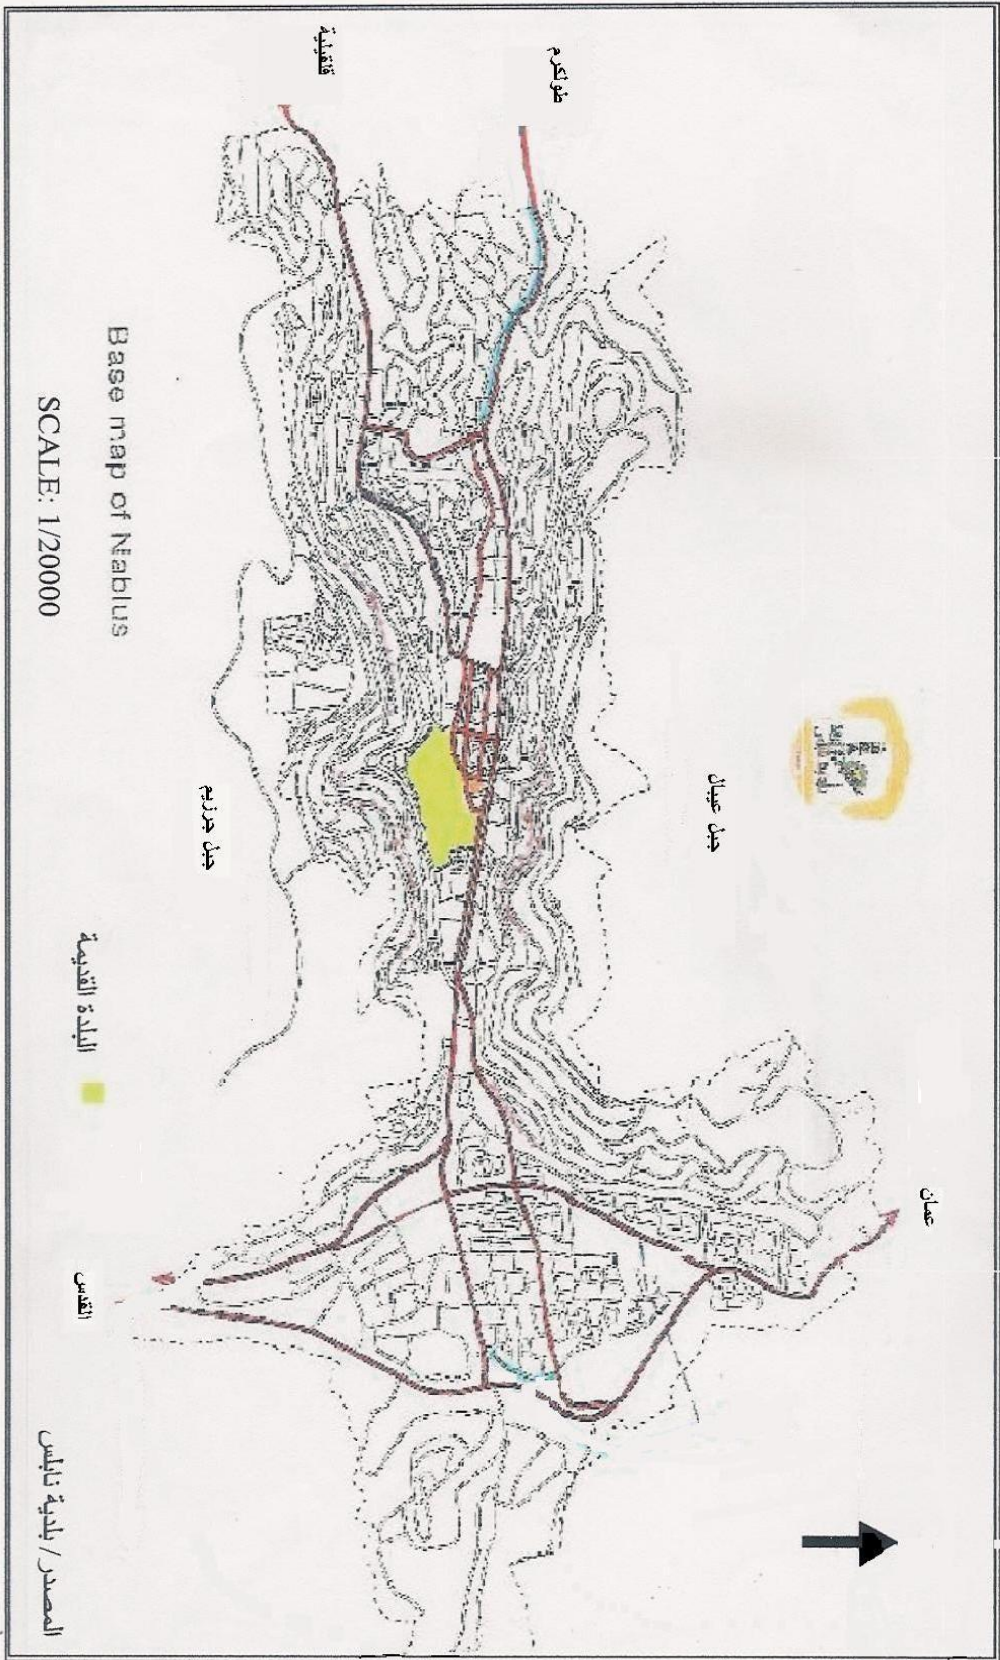 قلقيلية
طولكرم
جبل عيبال
جبل جرزيم
عمان
القدس
Base map of Nablus
SCALE: 1/20000
البلدة القديمة
المصدر / بلدية نابلس